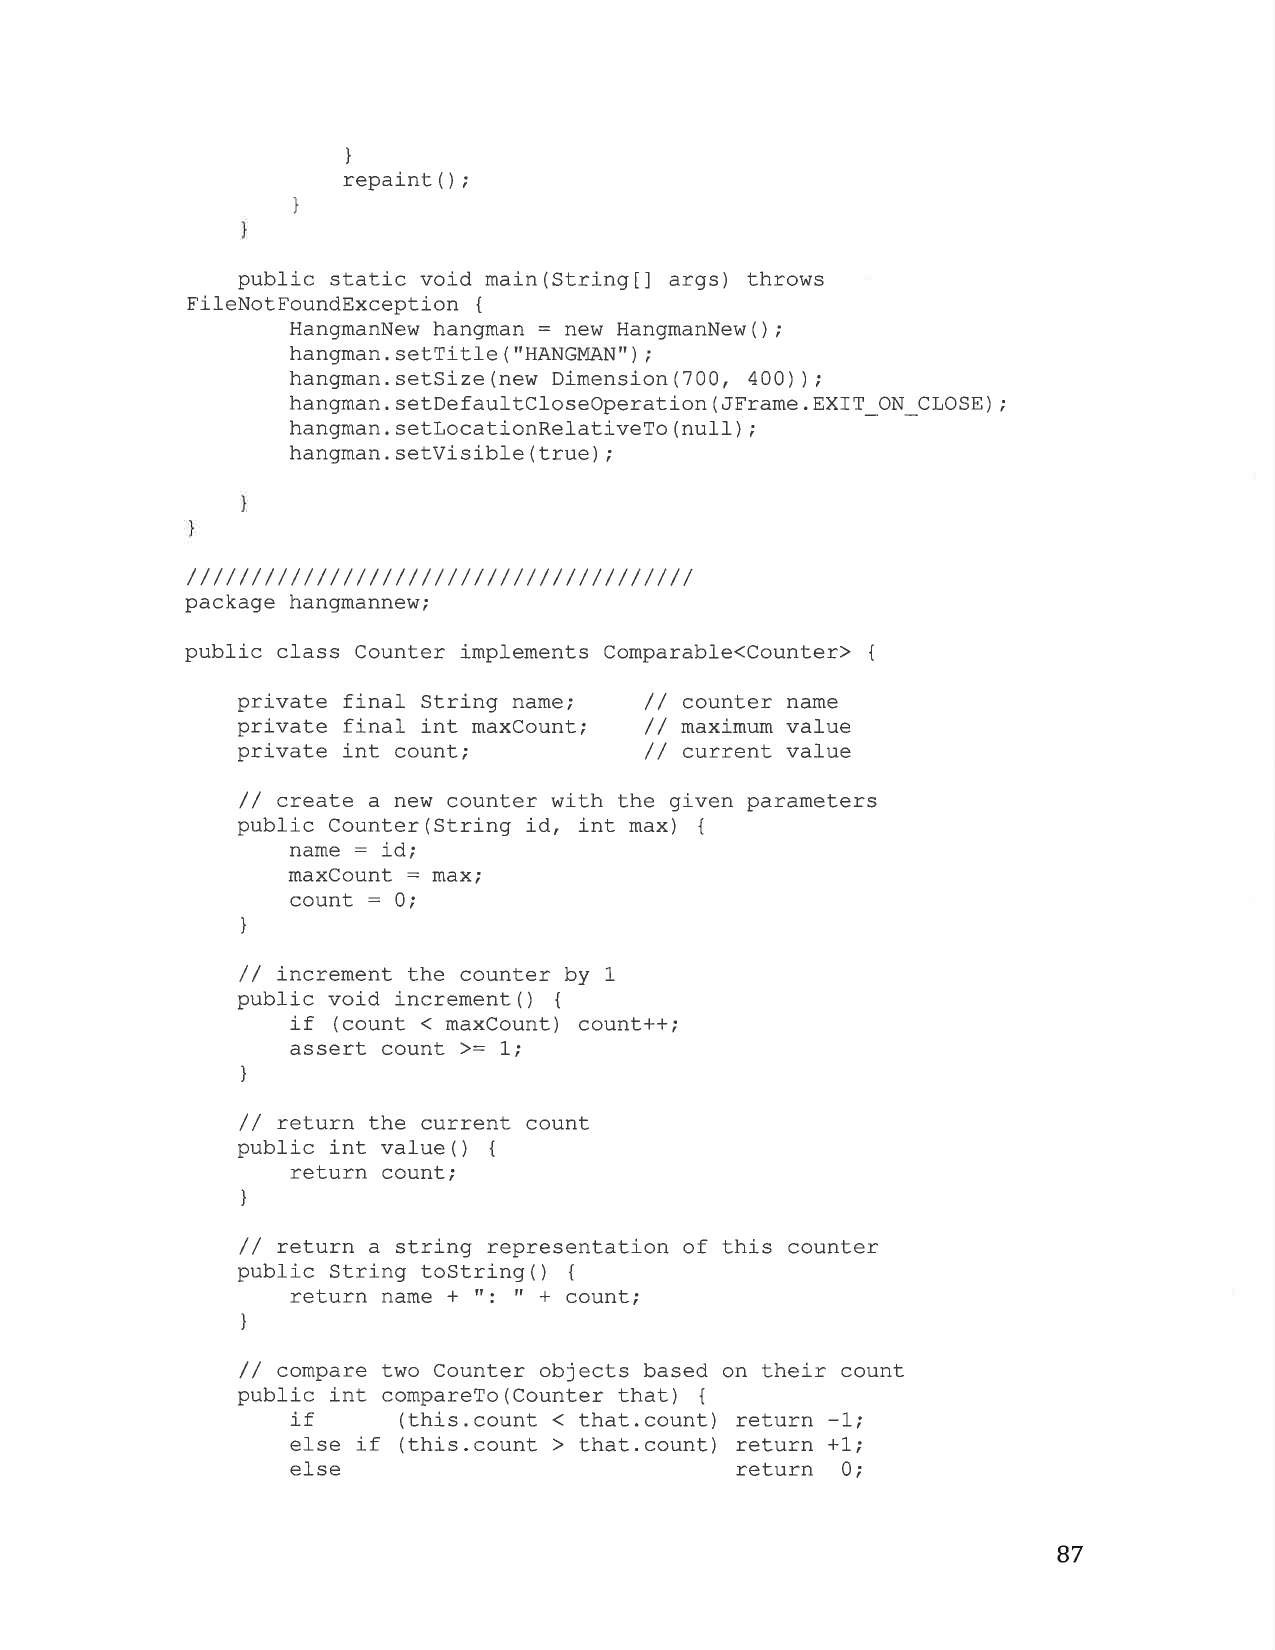 }
            repaint();
        }
    }

    public static void main(String[] args) throws
FileNotFoundException {
        HangmanNew hangman = new HangmanNew();
        hangman.setTitle("HANGMAN");
        hangman.setSize(new Dimension(700, 400));
        hangman.setDefaultCloseOperation(JFrame.EXIT_ON_CLOSE);
        hangman.setLocationRelativeTo(null);
        hangman.setVisible(true);

    }
}

///////////////////////////////////////
package hangmannew;

public class Counter implements Comparable<Counter> {

    private final String name;     // counter name
    private final int maxCount;    // maximum value
    private int count;             // current value

    // create a new counter with the given parameters
    public Counter(String id, int max) {
        name = id;
        maxCount = max;
        count = 0;
    }

    // increment the counter by 1
    public void increment() {
        if (count < maxCount) count++;
        assert count >= 1;
    }

    // return the current count
    public int value() {
        return count;
    }

    // return a string representation of this counter
    public String toString() {
        return name + ": " + count;
    }

    // compare two Counter objects based on their count
    public int compareTo(Counter that) {
        if      (this.count < that.count) return -1;
        else if (this.count > that.count) return +1;
        else                              return  0;

87